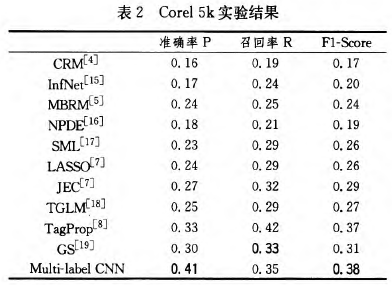 表 2 Corel 5k 实验结果
准确率 P 召回率 R F1-Score
CRM[4] 0.16 0.19 0.17
InfNet[15] 0.17 0.24 0.20
MBRM[5] 0.24 0.25 0.24
NPDE[16] 0.18 0.21 0.19
SML[17] 0.23 0.29 0.26
LASSO[7] 0.24 0.29 0.26
JEC[7] 0.27 0.32 0.29
TGLM[18] 0.25 0.29 0.27
TagProp[8] 0.33 0.42 0.37
GS[19] 0.30 0.33 0.31
Multi-label CNN 0.41 0.35 0.38